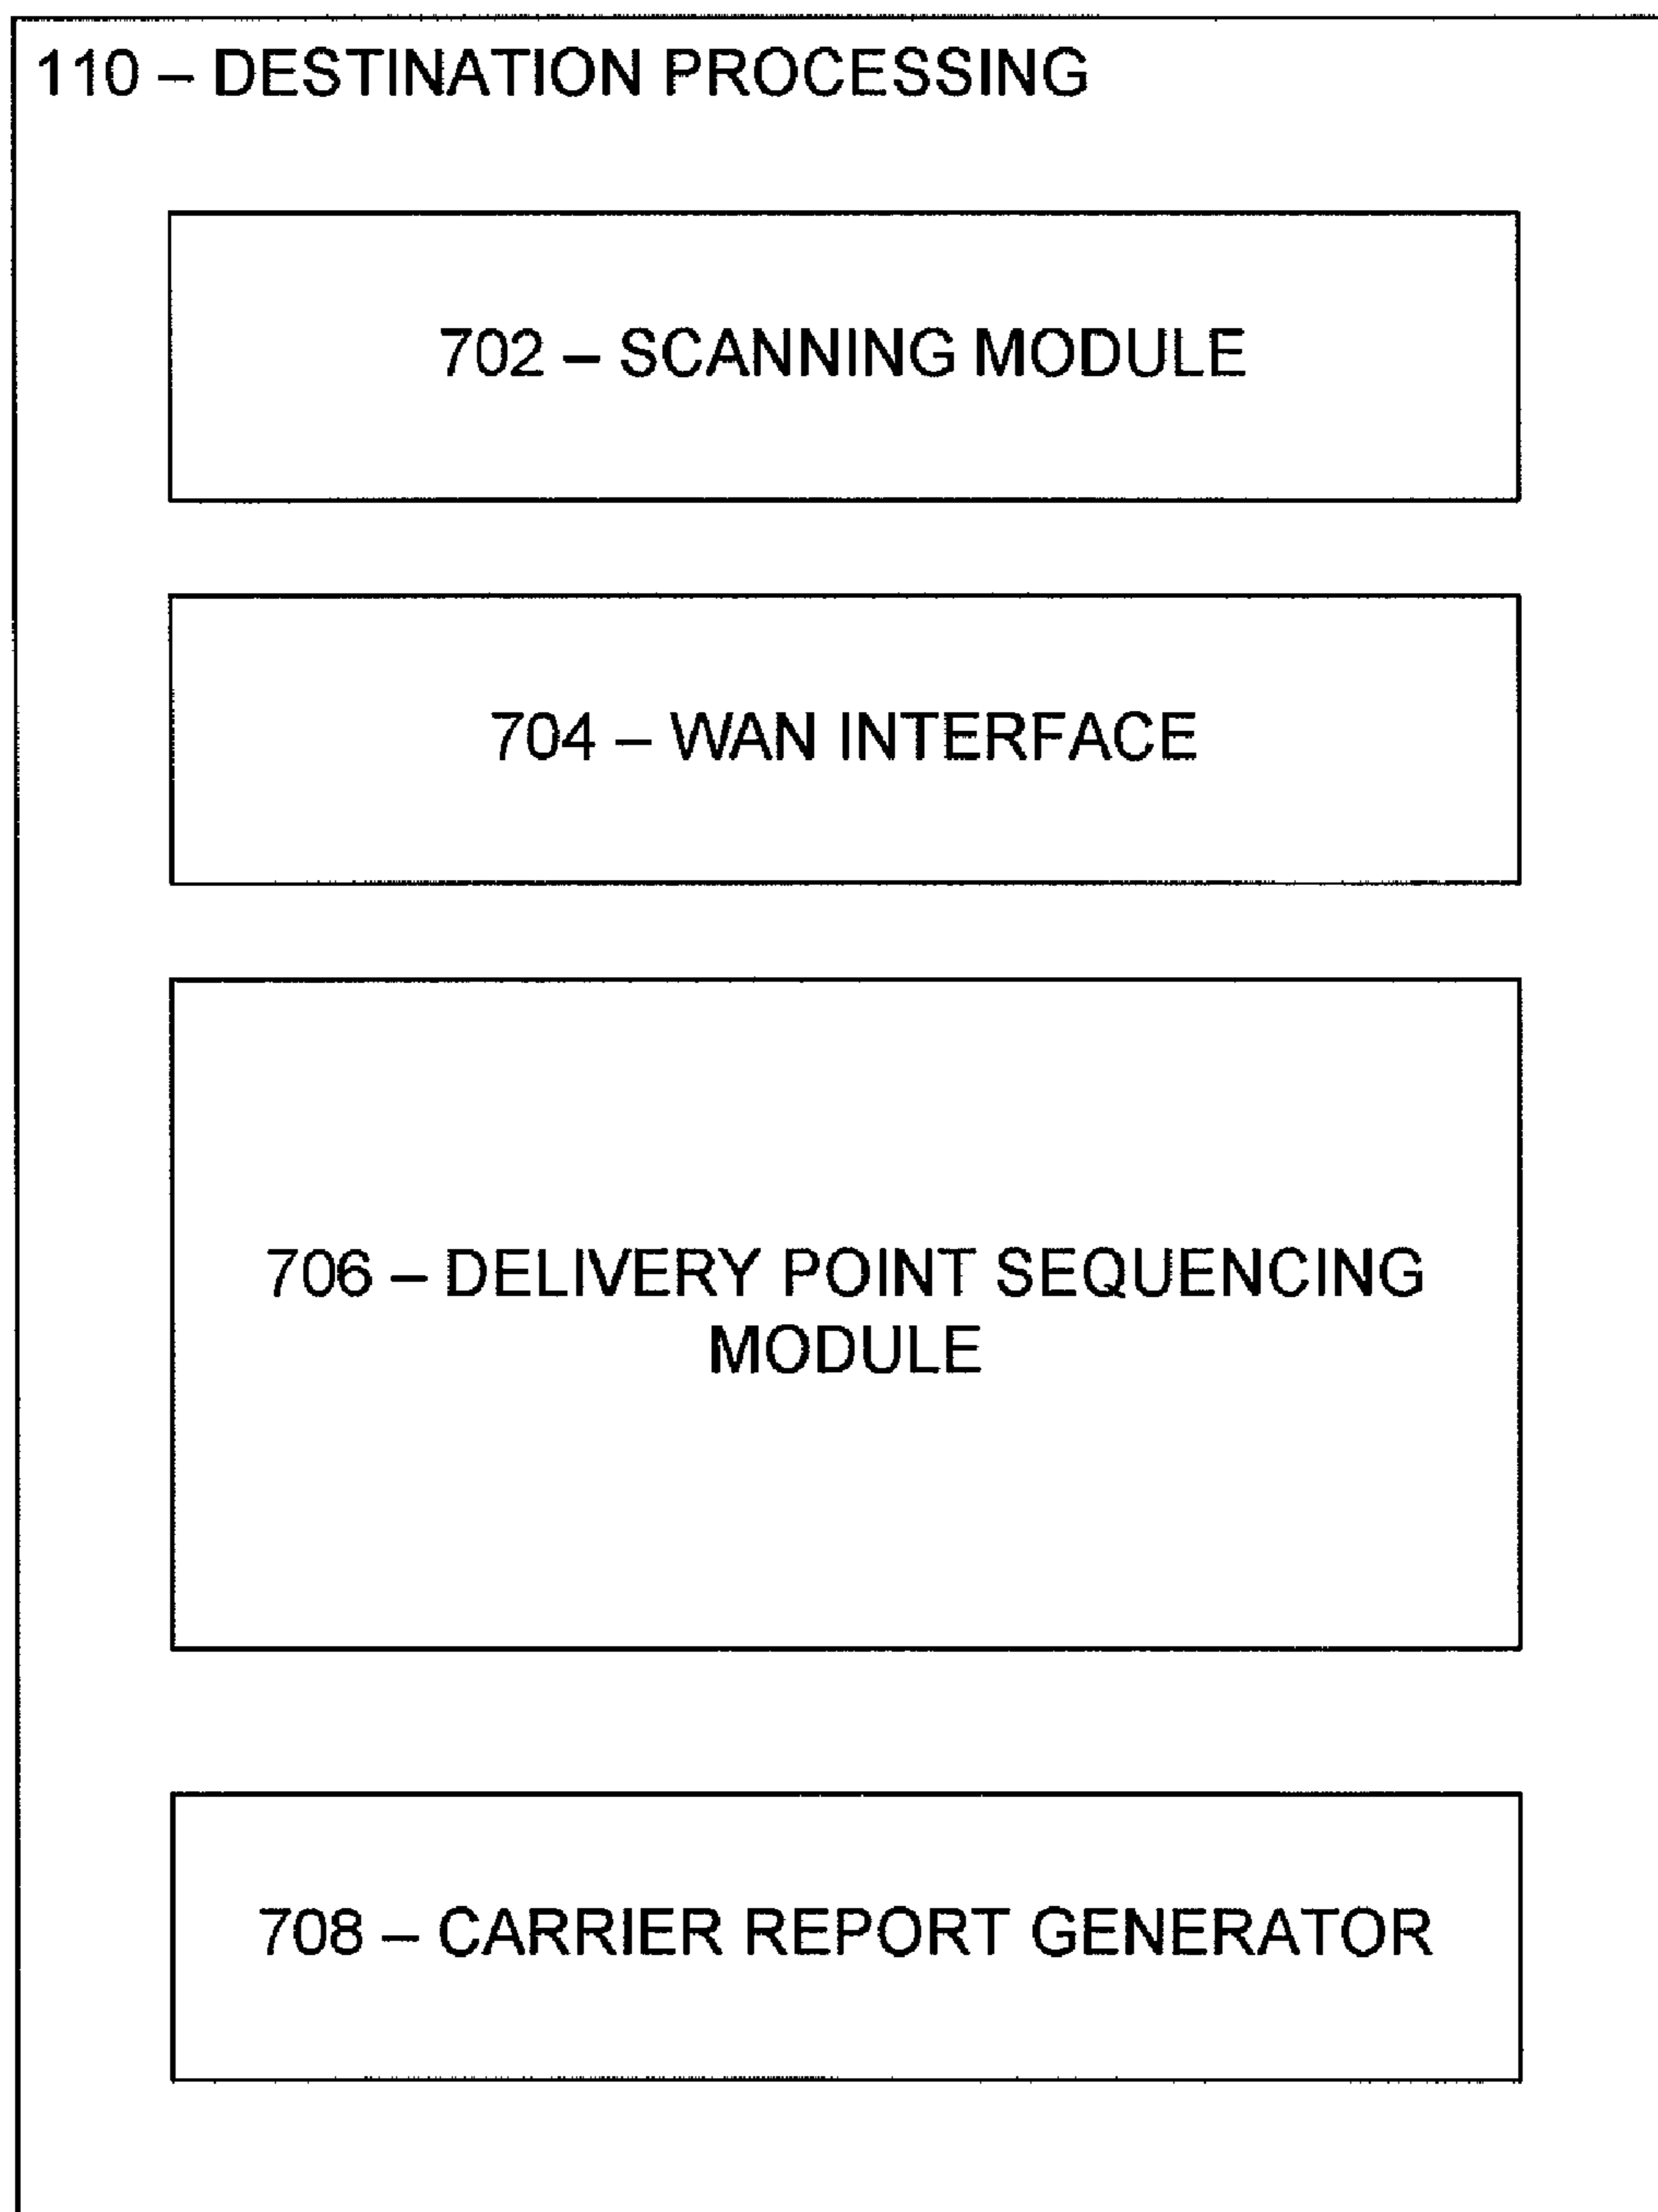 110 – DESTINATION PROCESSING
702 – SCANNING MODULE
704 – WAN INTERFACE
706 – DELIVERY POINT SEQUENCING
MODULE
708 – CARRIER REPORT GENERATOR